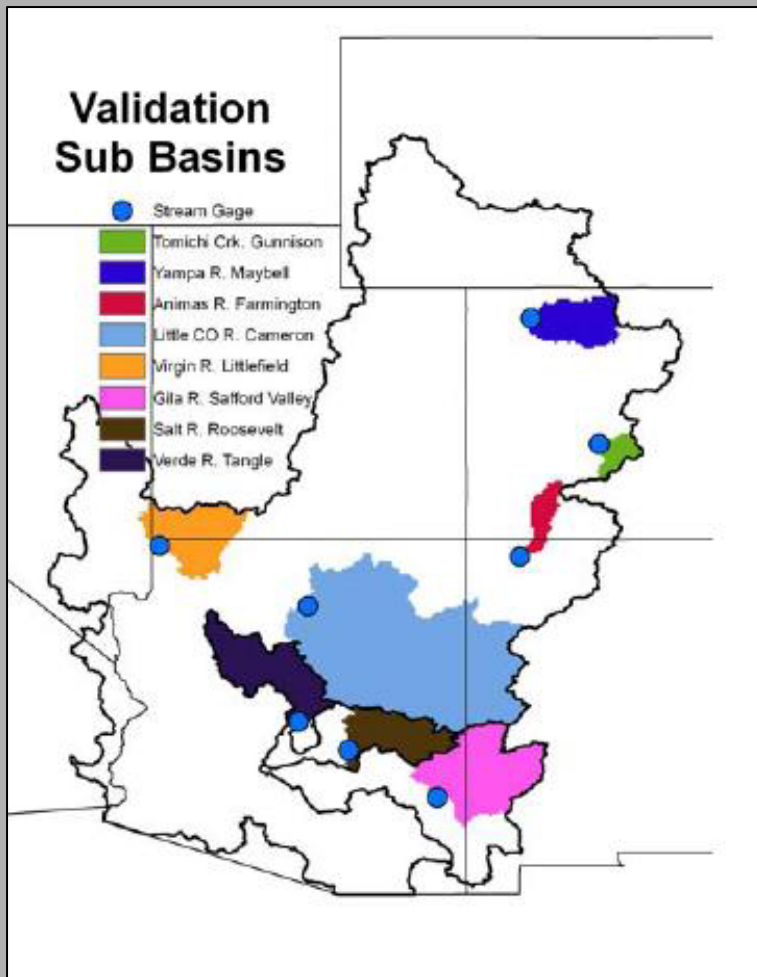 Validation
Sub Basins
Stream Gage
Tomichi Crk. Gunnison
Yampa R. Maybell
Animas R. Farmington
Little CO R. Cameron
Virgin R. Littlefield
Gila R. Safford Valley
Salt R. Roosevelt
Verde R. Tangle